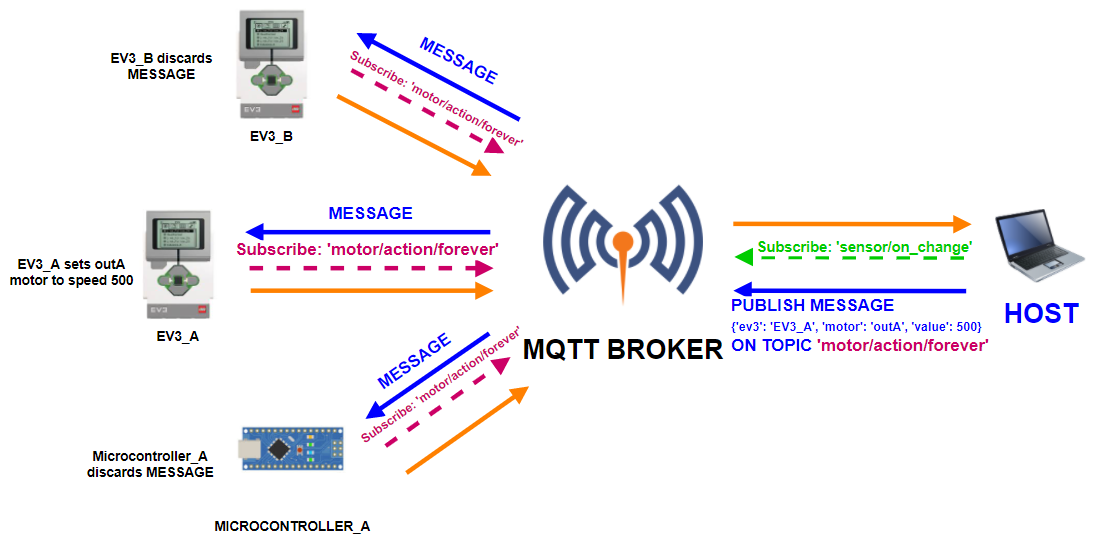 EV3_B discards
MESSAGE
EV3
EV3_B
MESSAGE
Subscribe: 'motor/action/forever'
MESSAGE
Subscribe: 'motor/action/forever'
EV3_A sets outA
motor to speed 500
EV3
EV3_A
MESSAGE
Subscribe: 'motor/action/forever'
Microcontroller_A
discards MESSAGE
MICROCONTROLLER_A
MQTT BROKER
Subscribe: 'sensor/on_change'
PUBLISH MESSAGE
{'ev3': 'EV3_A', 'motor': 'outA', 'value': 500}
ON TOPIC 'motor/action/forever'
HOST